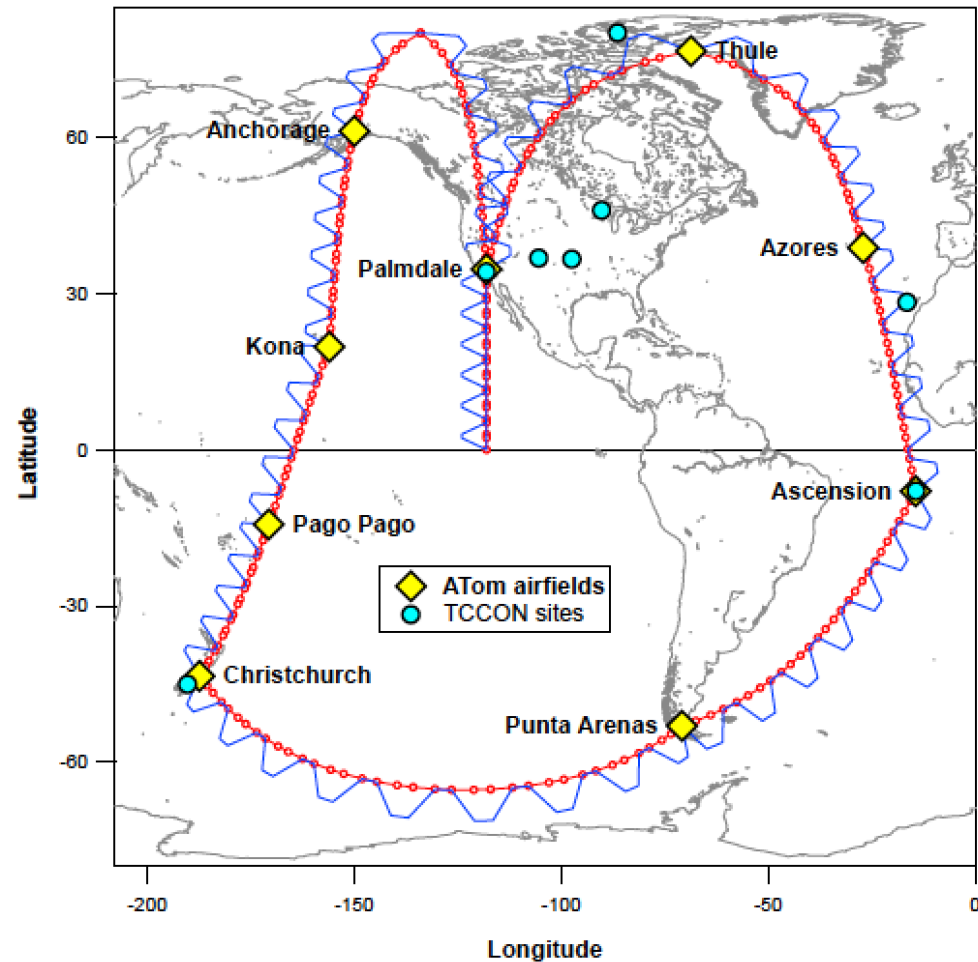 Thule
Anchorage
60
Azores
Palmdale
30
Kona
0
Ascension
Pago Pago
ATom airfields
TCCON sites
-30
Christchurch
Punta Arenas
-60
Latitude
-200
-150
-100
-50
0
Longitude